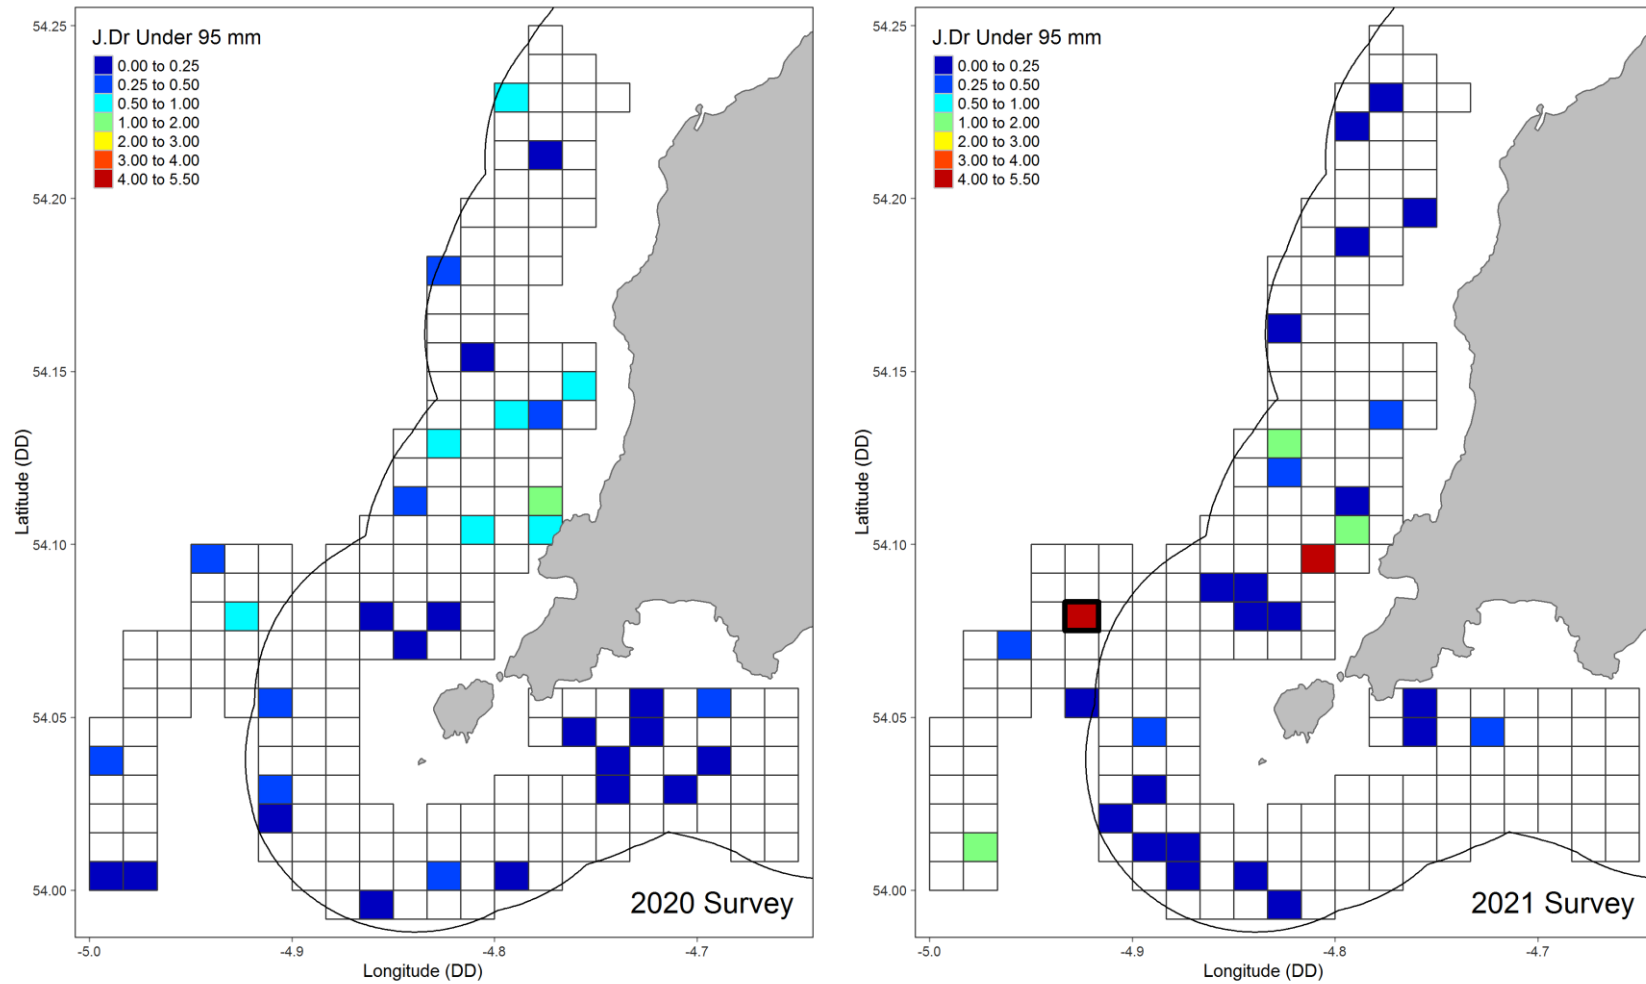 J.Dr Under 95 mm
0.00 to 0.25
0.25 to 0.50
0.50 to 1.00
1.00 to 2.00
2.00 to 3.00
3.00 to 4.00
4.00 to 5.50
54.25
54.20
54.15
54.10
54.05
54.00
Latitude (DD)
2020 Survey
-5.0
-4.9
-4.8
-4.7
Longitude (DD)
J.Dr Under 95 mm
0.00 to 0.25
0.25 to 0.50
0.50 to 1.00
1.00 to 2.00
2.00 to 3.00
3.00 to 4.00
4.00 to 5.50
54.25
54.20
54.15
54.10
54.05
54.00
Latitude (DD)
2021 Survey
-5.0
-4.9
-4.8
-4.7
Longitude (DD)